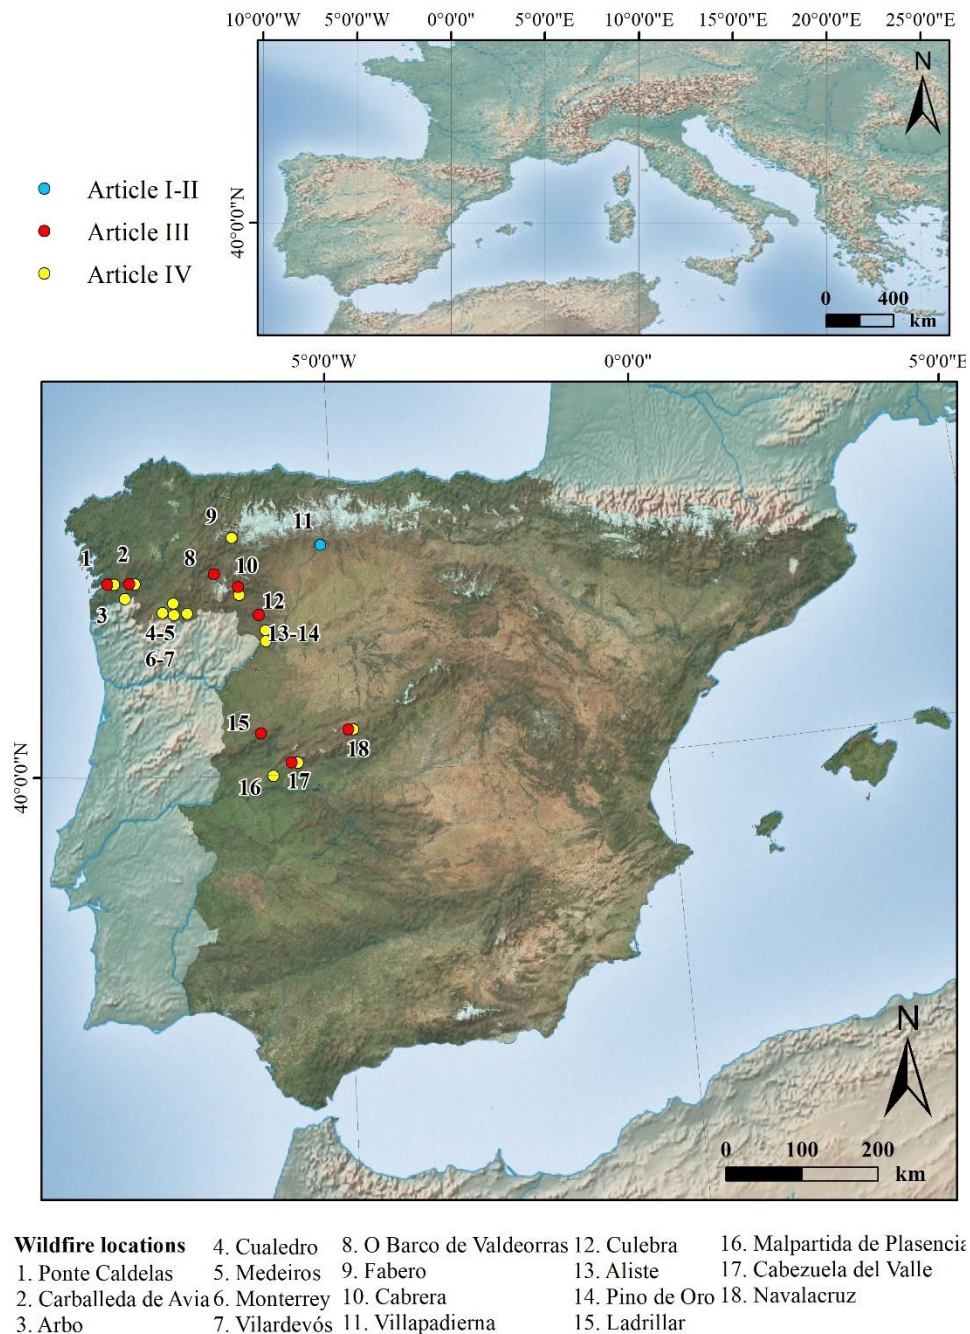 10°0'0"W 5°0'0"W 0°0'0" 5°0'0"E 10°0'0"E 15°0'0"E 20°0'0"E 25°0'0"E
N
Article I-II
Article III
Article IV
40°0'0"N
0 400
km
5°0'0"W 0°0'0" 5°0'0"E
9
11
1
2
8
10
3
12
4-5
13-14
6-7
15
18
16
17
40°0'0"N
N
0 100 200
km
Wildfire locations
1. Ponte Caldelas
2. Carballeda de Avia
3. Arbo
4. Cualedro
5. Medeiros
6. Monterrey
7. Vilardevós
8. O Barco de Valdeorras
9. Fabero
10. Cabrera
11. Villapadierna
12. Culebra
13. Aliste
14. Pino de Oro
15. Ladrillar
16. Malpartida de Plasencia
17. Cabezuela del Valle
18. Navalacruz